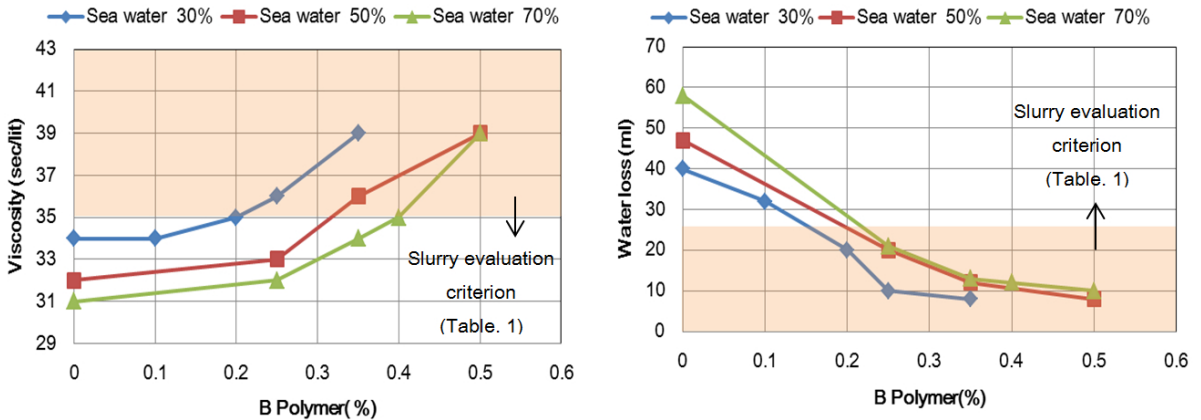 Sea water 30% Sea water 50% Sea water 70%
Viscosity (sec/lit)
43
41
39
37
35
33
31
29
0 0.1 0.2 0.3 0.4 0.5 0.6
B Polymer( %)
Slurry evaluation
criterion
(Table. 1)
Sea water 30% Sea water 50% Sea water 70%
Water loss (ml)
70
60
50
40
30
20
10
0
0 0.1 0.2 0.3 0.4 0.5 0.6
B Polymer(%)
Slurry evaluation
criterion
(Table. 1)